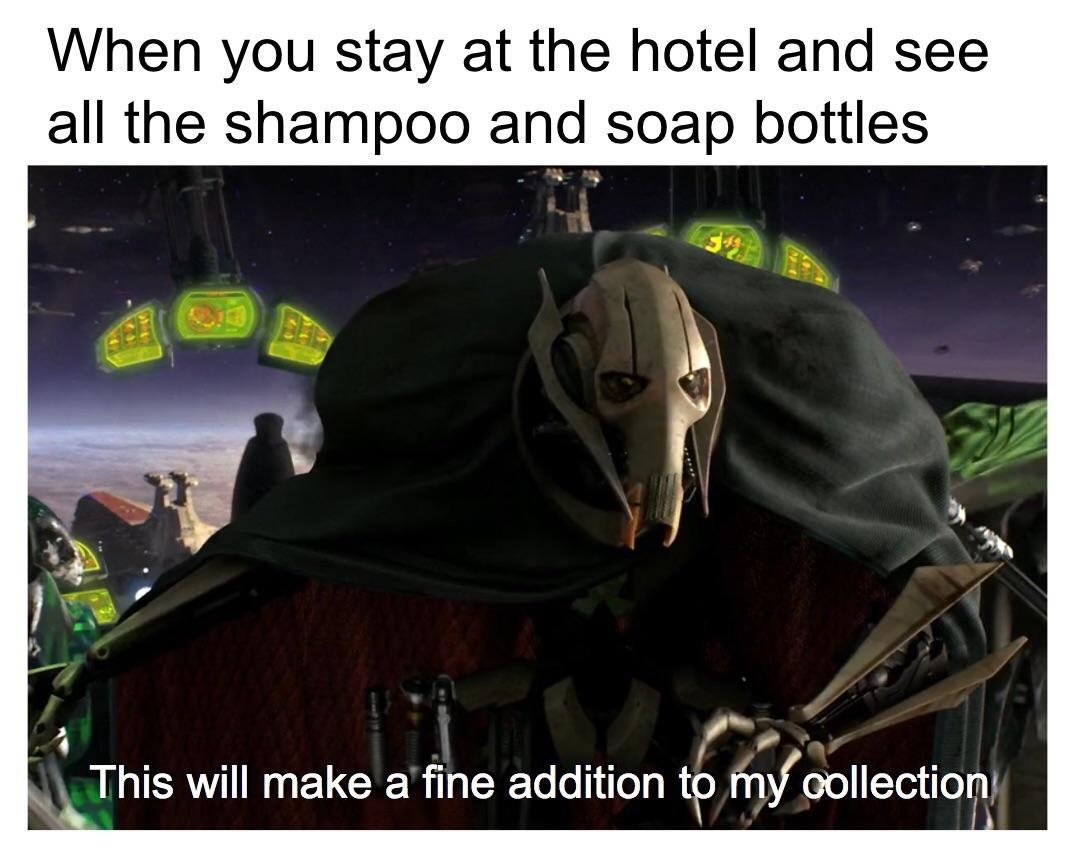 When you stay at the hotel and see
all the shampoo and soap bottles
This will make a fine addition to my collection